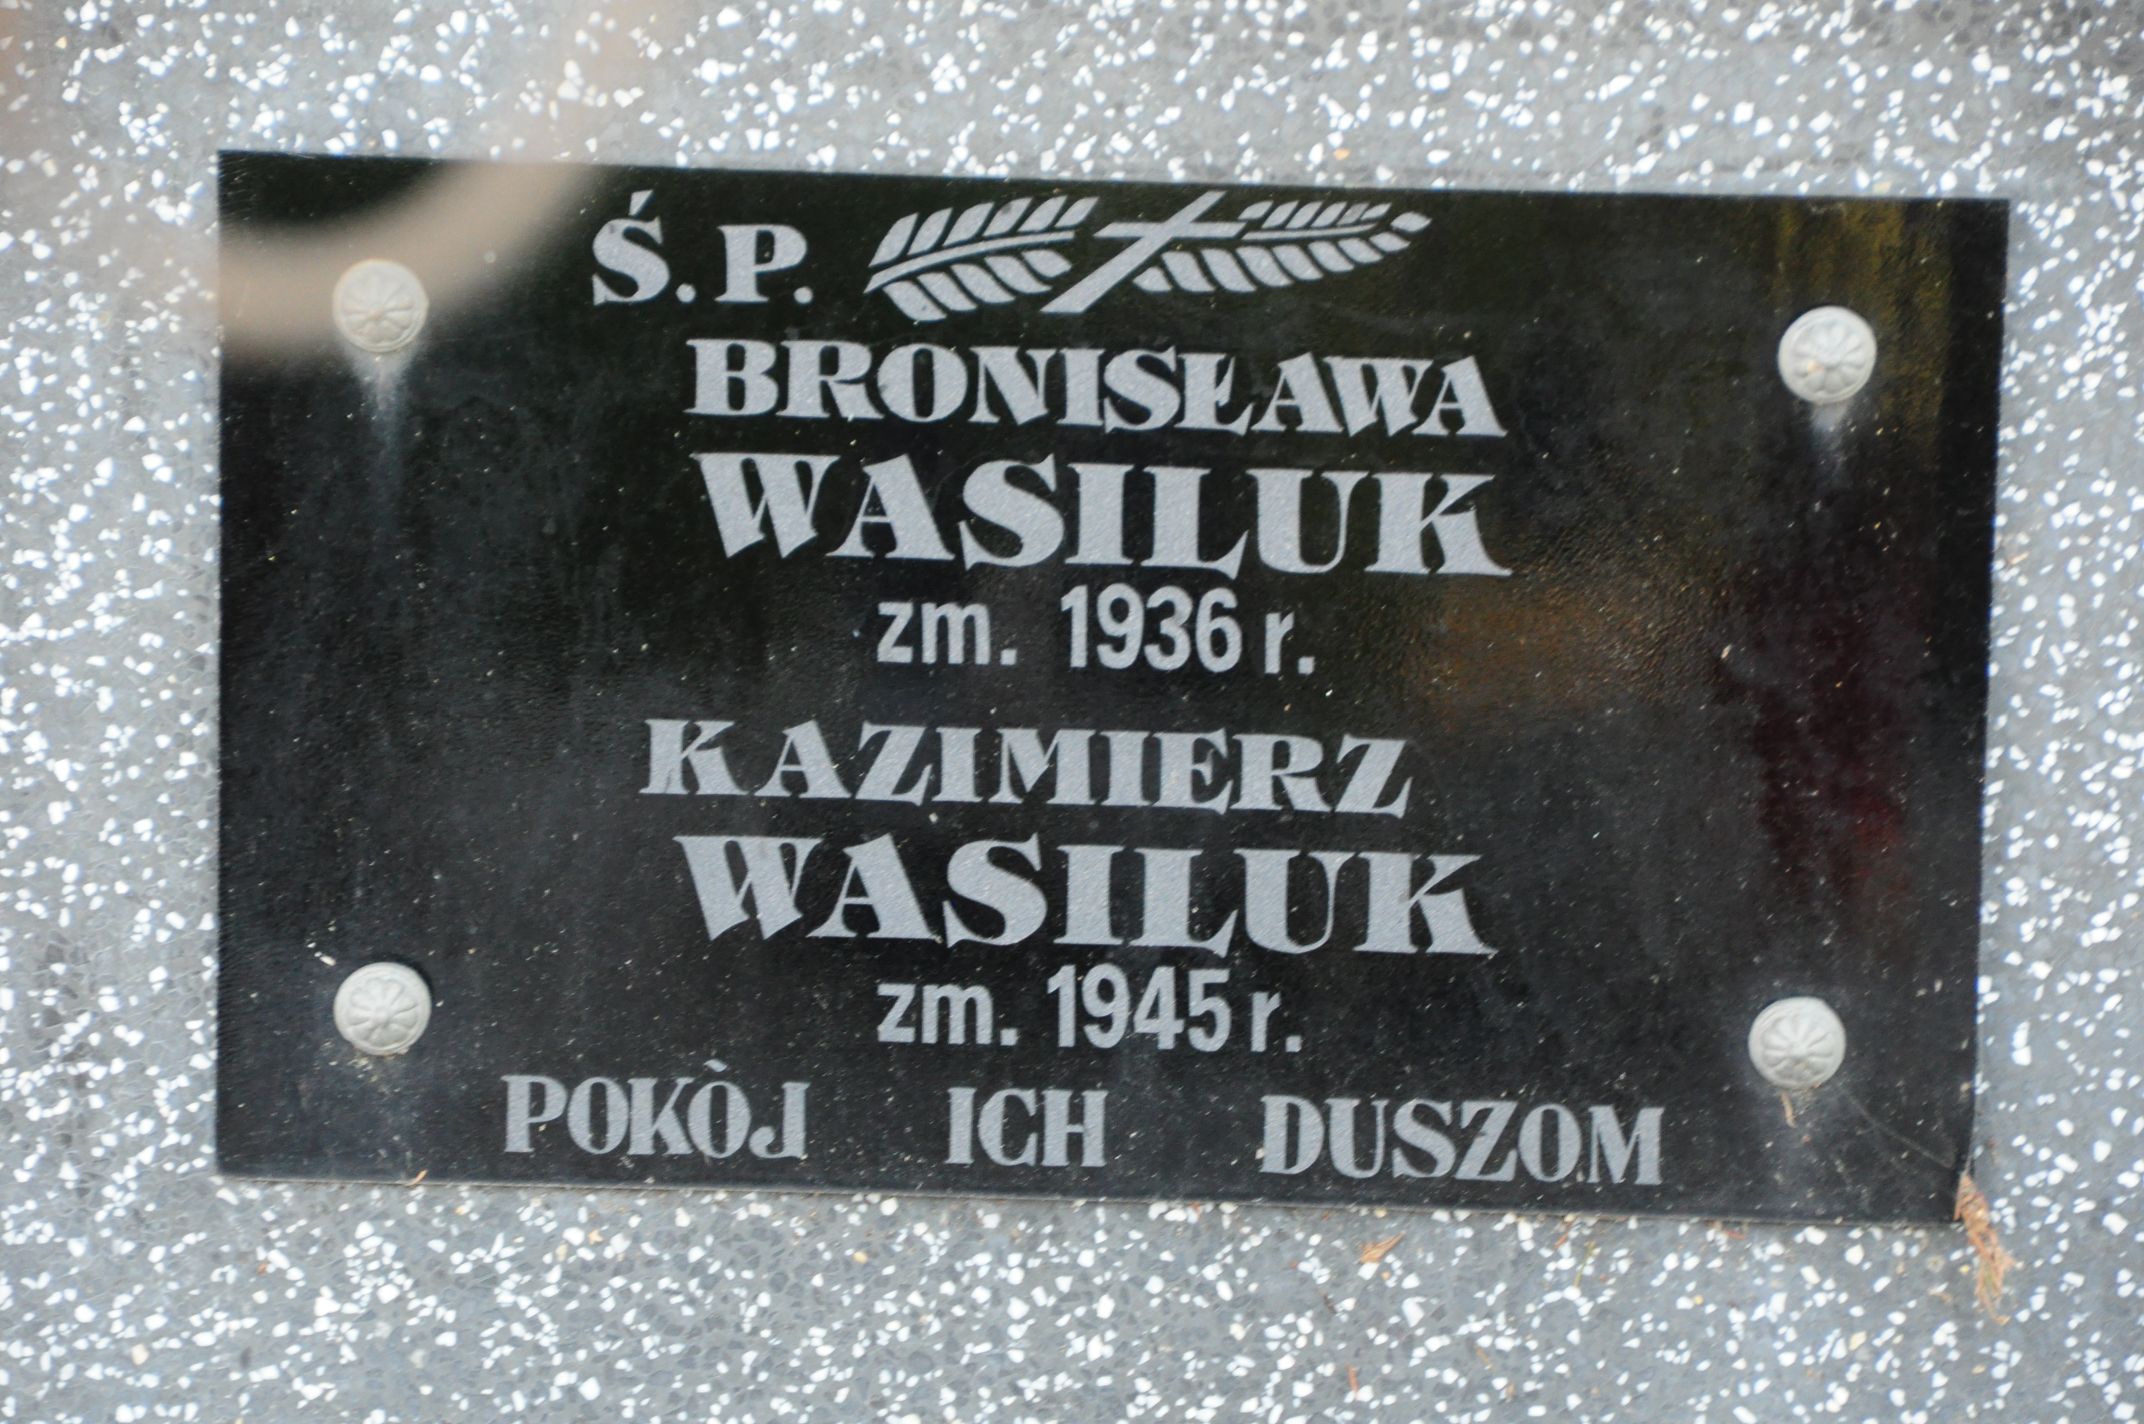 Ś.P.
BRONISŁAWA
WASILUK
zm. 1936 r.
KAZIMIERZ
WASILUK
zm. 1945 r.
POKÒJ ICH DUSZOM